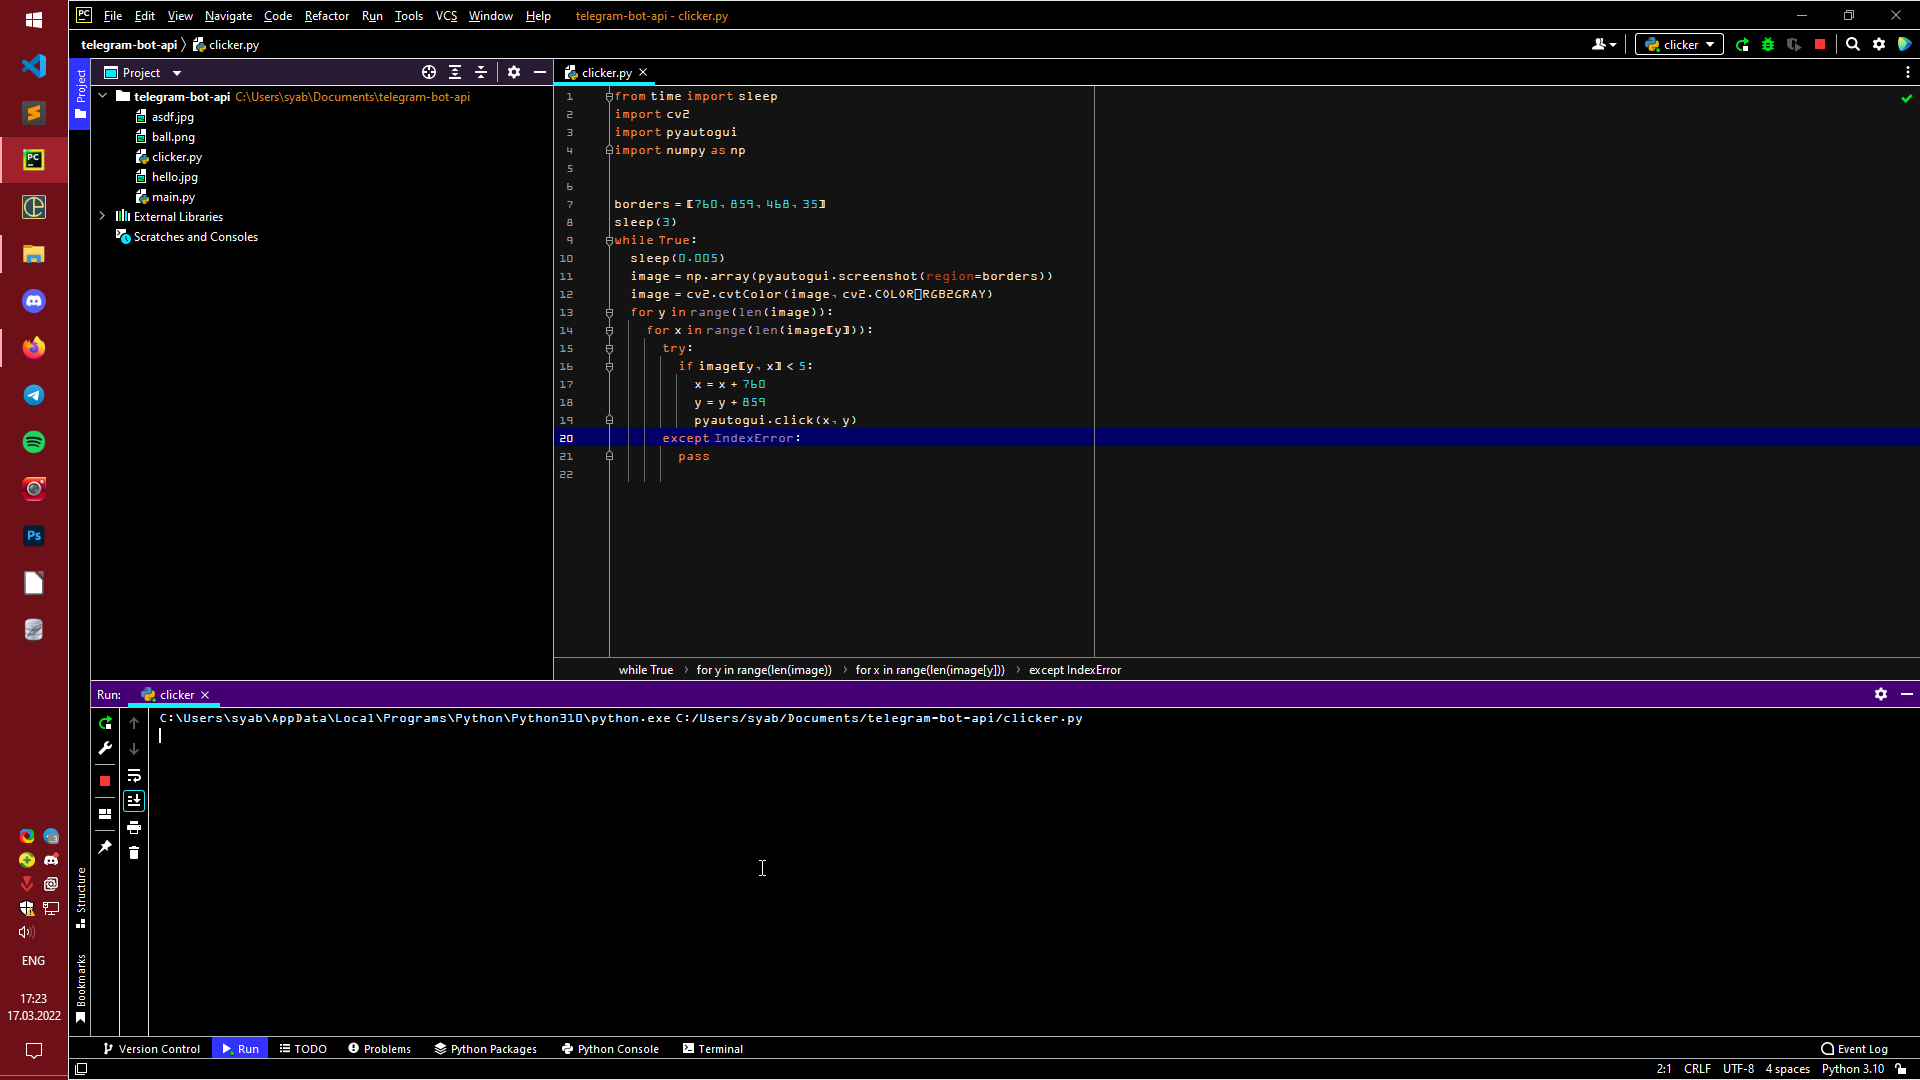 File Edit View Navigate Code Refactor Run Tools VCS Window Help telegram-bot-api - clicker.py
telegram-bot-api clicker.py
clicker
Project
Project
telegram-bot-api C:\Users\syab\Documents\telegram-bot-api
asdf.jpg
ball.png
clicker.py
hello.jpg
main.py
External Libraries
Scratches and Consoles
clicker.py
1 from time import sleep
2 import cv2
3 import pyautogui
4 import numpy as np
5
6
7 borders = [760, 859, 468, 35]
8 sleep(3)
9 while True:
10 sleep(0.005)
11 image = np.array(pyautogui.screenshot(region=borders))
12 image = cv2.cvtColor(image, cv2.COLOR_RGB2GRAY)
13 for y in range(len(image)):
14 for x in range(len(image[y])):
15 try:
16 if image[y, x] < 5:
17 x = x + 760
18 y = y + 859
19 pyautogui.click(x, y)
20 except IndexError:
21 pass
22
while True for y in range(len(image)) for x in range(len(image[y])) except IndexError
Run: clicker
C:\Users\syab\AppData\Local\Programs\Python\Python310\python.exe C:/Users/syab/Documents/telegram-bot-api/clicker.py
Structure
Bookmarks
PC
PC
Ps
ENG
17:23
17.03.2022
Version Control Run TODO Problems Python Packages Python Console Terminal Event Log
2:1 CRLF UTF-8 4 spaces Python 3.10